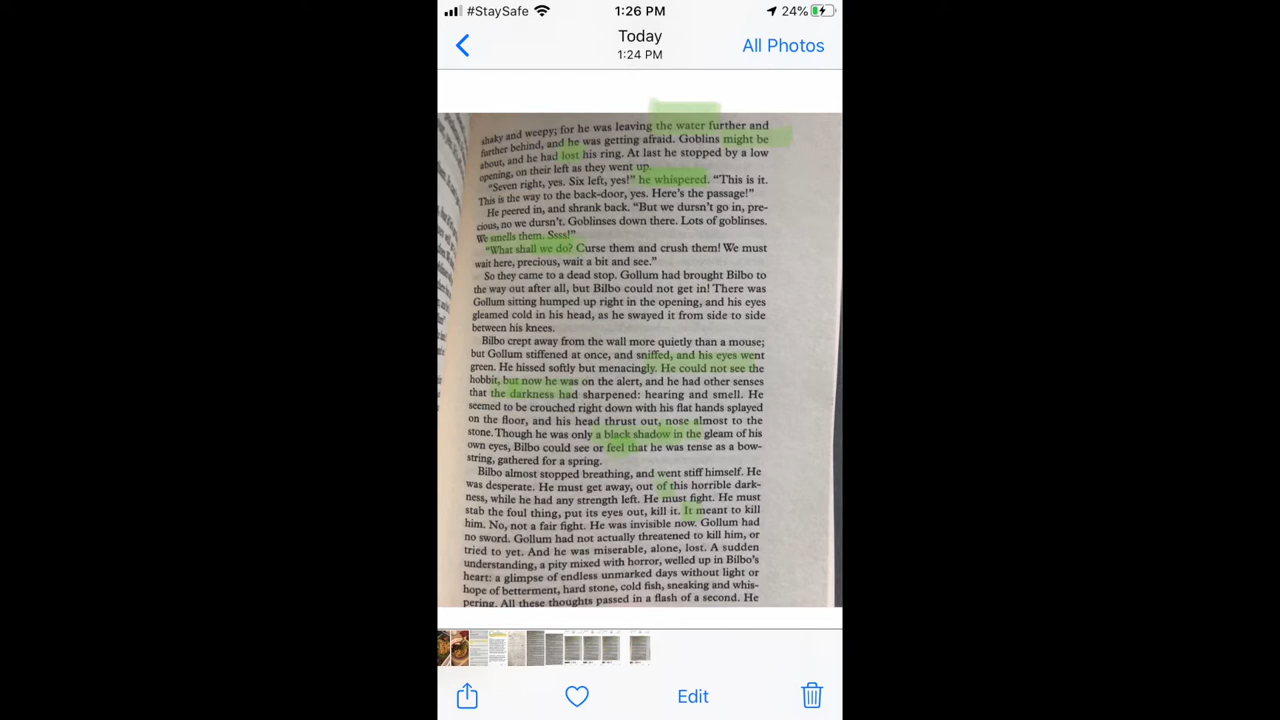 #StaySafe 1:26 PM 24%
Today
1:24 PM
All Photos
shaky and weepy; for he was leaving the water further and
further behind, and he was getting afraid. Goblins might be
about, and he had lost his ring. At last he stopped by a low
opening, on their left as they went up.
"Seven right, yes. Six left, yes!" he whispered. "This is it.
This is the way to the back-door, yes. Here's the passage!"
He peered in, and shrank back. "But we dursn't go in, pre-
cious, no we dursn't. Goblinses down there. Lots of goblinses.
We smells them. Ssss!"
"What shall we do? Curse them and crush them! We must
wait here, precious, wait a bit and see."
So they came to a dead stop. Gollum had brought Bilbo to
the way out after all, but Bilbo could not get in! There was
Gollum sitting humped up right in the opening, and his eyes
gleamed cold in his head, as he swayed it from side to side
between his knees.
Bilbo crept away from the wall more quietly than a mouse;
but Gollum stiffened at once, and sniffed, and his eyes went
green. He hissed softly but menacingly. He could not see the
hobbit, but now he was on the alert, and he had other senses
that the darkness had sharpened: hearing and smell. He
seemed to be crouched right down with his flat hands splayed
on the floor, and his head thrust out, nose almost to the
stone. Though he was only a black shadow in the gleam of his
own eyes, Bilbo could see or feel that he was tense as a bow-
string, gathered for a spring.
Bilbo almost stopped breathing, and went stiff himself. He
was desperate. He must get away, out of this horrible dark-
ness, while he had any strength left. He must fight. He must
stab the foul thing, put its eyes out, kill it. It meant to kill
him. No, not a fair fight. He was invisible now. Gollum had
no sword. Gollum had not actually threatened to kill him, or
tried to yet. And he was miserable, alone, lost. A sudden
understanding, a pity mixed with horror, welled up in Bilbo's
heart: a glimpse of endless unmarked days without light or
hope of betterment, hard stone, cold fish, sneaking and whis-
pering. All these thoughts passed in a flash of a second. He
Edit